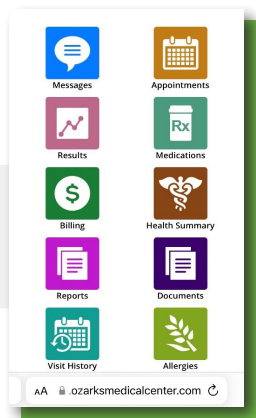 Messages Appointments
Rx
Results Medications
$
Billing Health Summary
Reports Documents
Visit History Allergies
AA .ozarksmedicalcenter.com